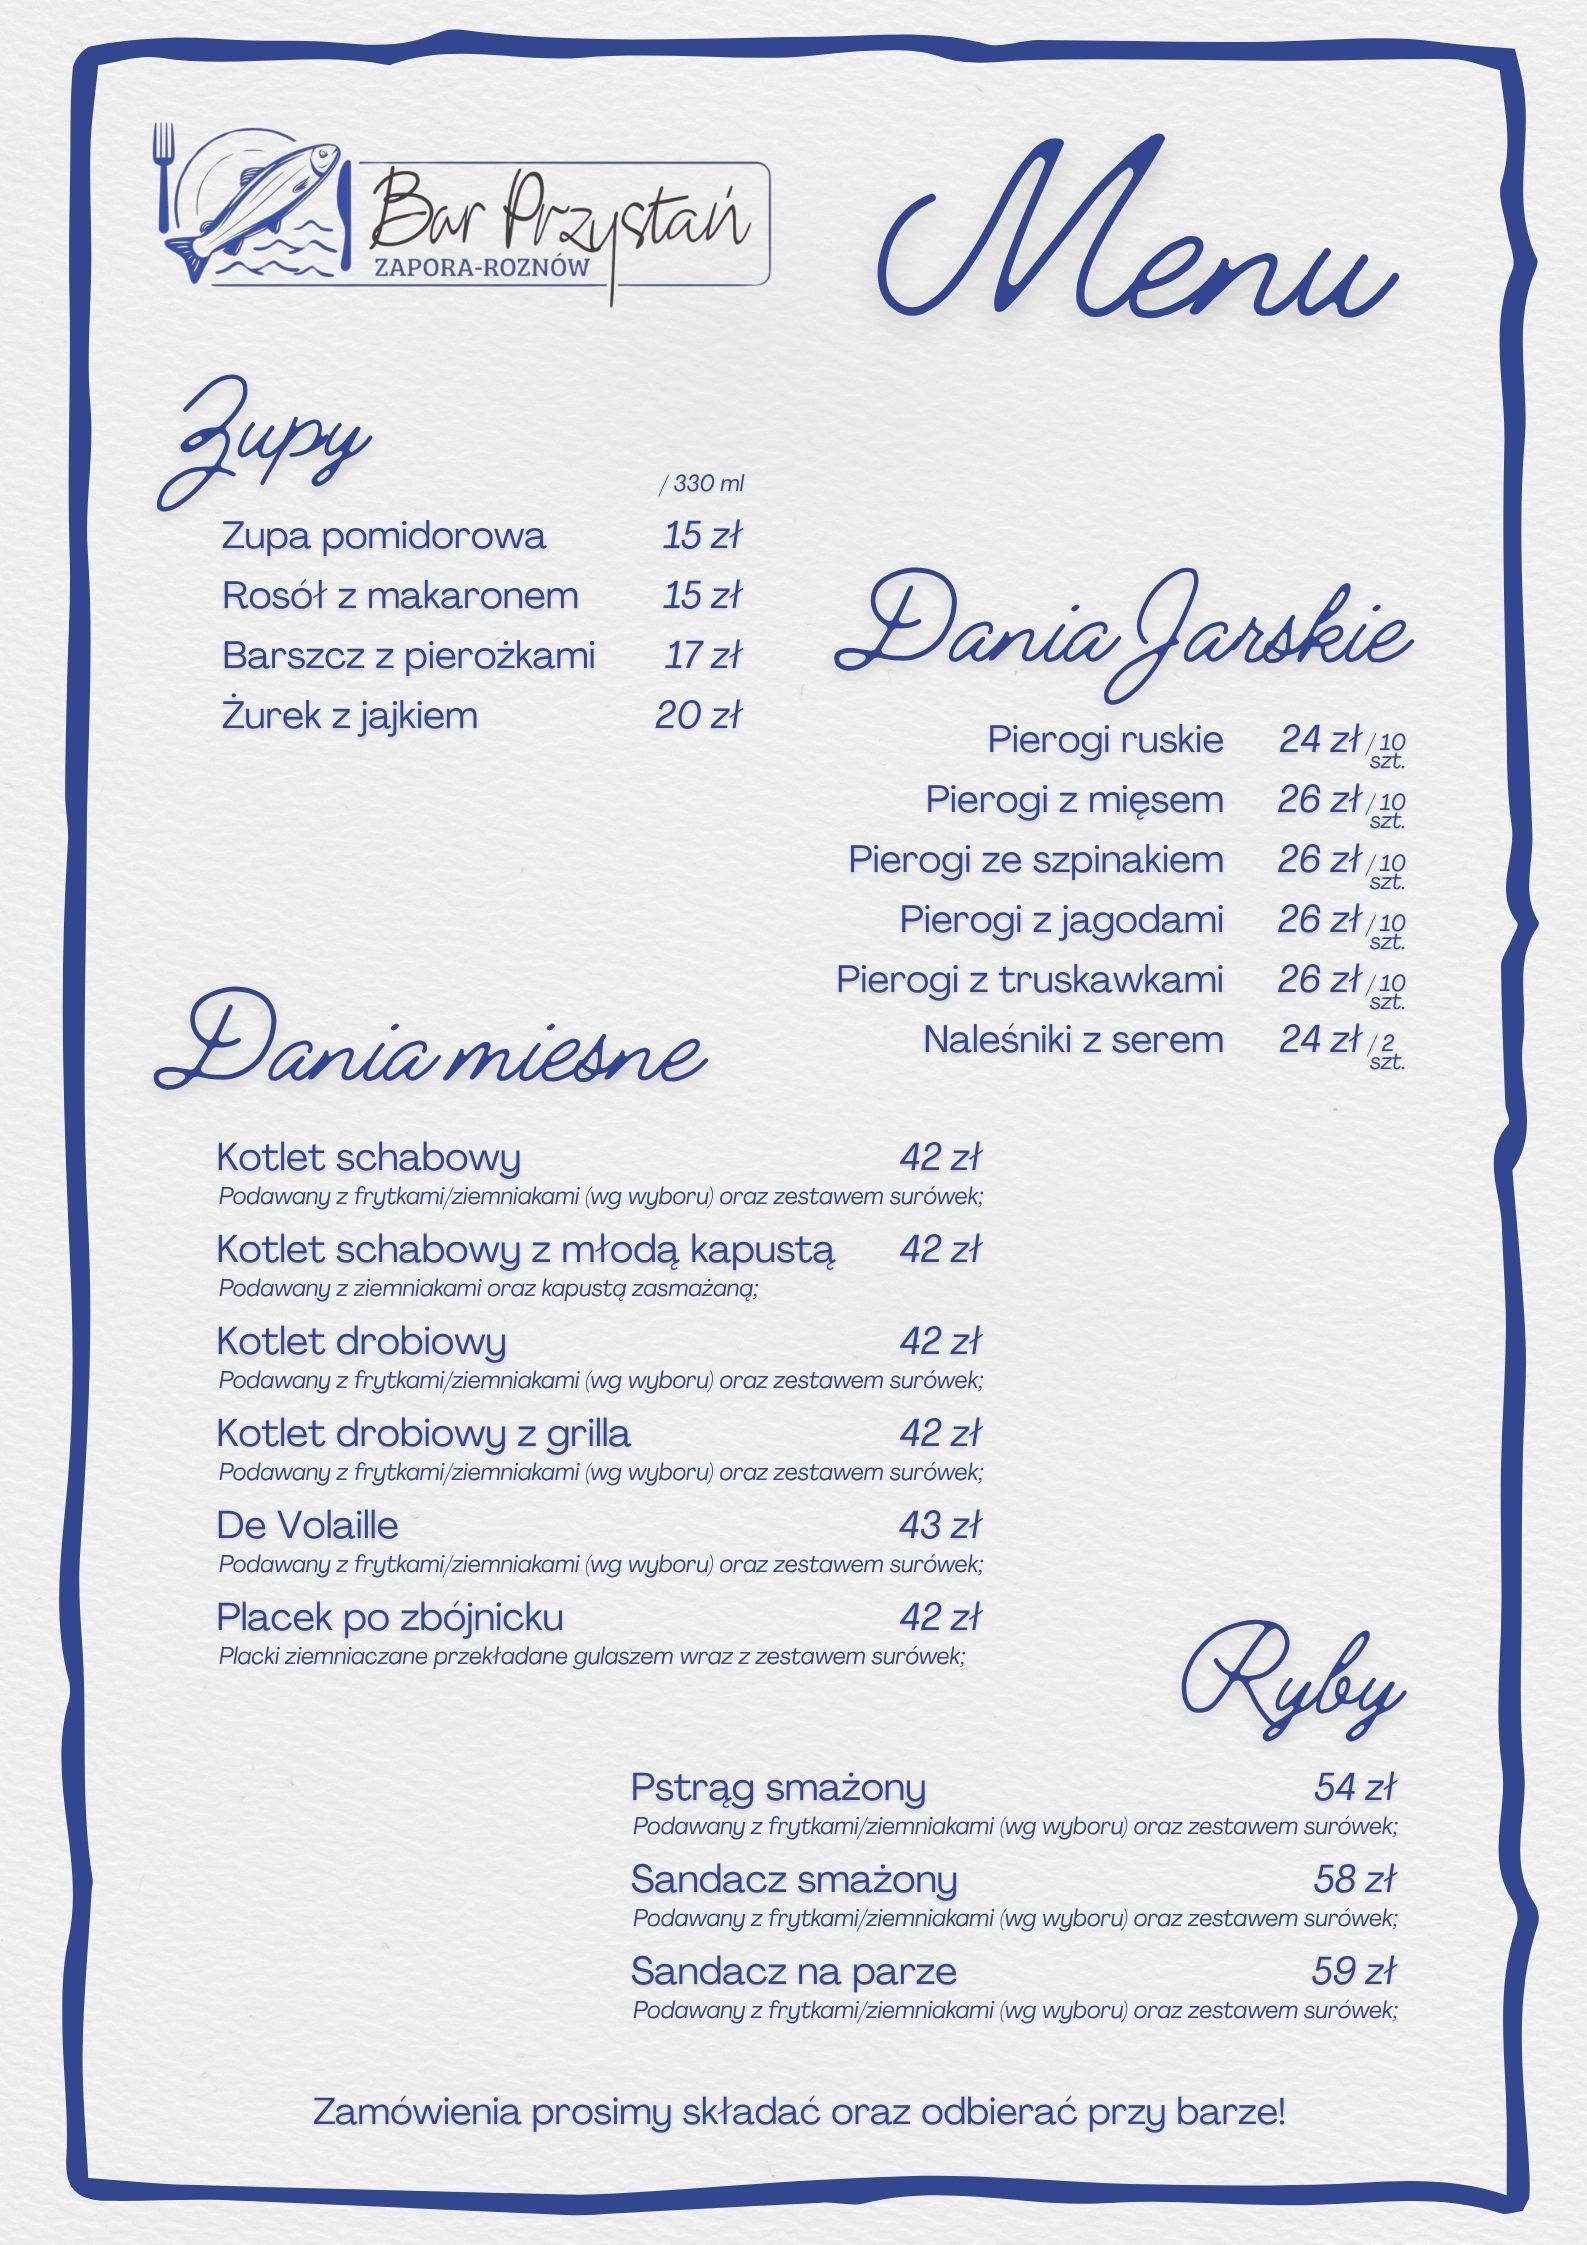 Bar Przystań
ZAPORA-ROZNÓW
Menu
Zupy
/ 330 ml
Zupa pomidorowa 15 zł
Rosół z makaronem 15 zł
Barszcz z pierożkami 17 zł
Żurek z jajkiem 20 zł
Dania Jarskie
Pierogi ruskie 24 zł / 10 szt.
Pierogi z mięsem 26 zł / 10 szt.
Pierogi ze szpinakiem 26 zł / 10 szt.
Pierogi z jagodami 26 zł / 10 szt.
Pierogi z truskawkami 26 zł / 10 szt.
Naleśniki z serem 24 zł / 2 szt.
Dania miesne
Kotlet schabowy 42 zł
Podawany z frytkami/ziemniakami (wg wyboru) oraz zestawem surówek;
Kotlet schabowy z młodą kapustą 42 zł
Podawany z ziemniakami oraz kapustą zasmażaną;
Kotlet drobiowy 42 zł
Podawany z frytkami/ziemniakami (wg wyboru) oraz zestawem surówek;
Kotlet drobiowy z grilla 42 zł
Podawany z frytkami/ziemniakami (wg wyboru) oraz zestawem surówek;
De Volaille 43 zł
Podawany z frytkami/ziemniakami (wg wyboru) oraz zestawem surówek;
Placek po zbójnicku 42 zł
Placki ziemniaczane przekładane gulaszem wraz z zestawem surówek;
Ryby
Pstrąg smażony 54 zł
Podawany z frytkami/ziemniakami (wg wyboru) oraz zestawem surówek;
Sandacz smażony 58 zł
Podawany z frytkami/ziemniakami (wg wyboru) oraz zestawem surówek;
Sandacz na parze 59 zł
Podawany z frytkami/ziemniakami (wg wyboru) oraz zestawem surówek;
Zamówienia prosimy składać oraz odbierać przy barze!